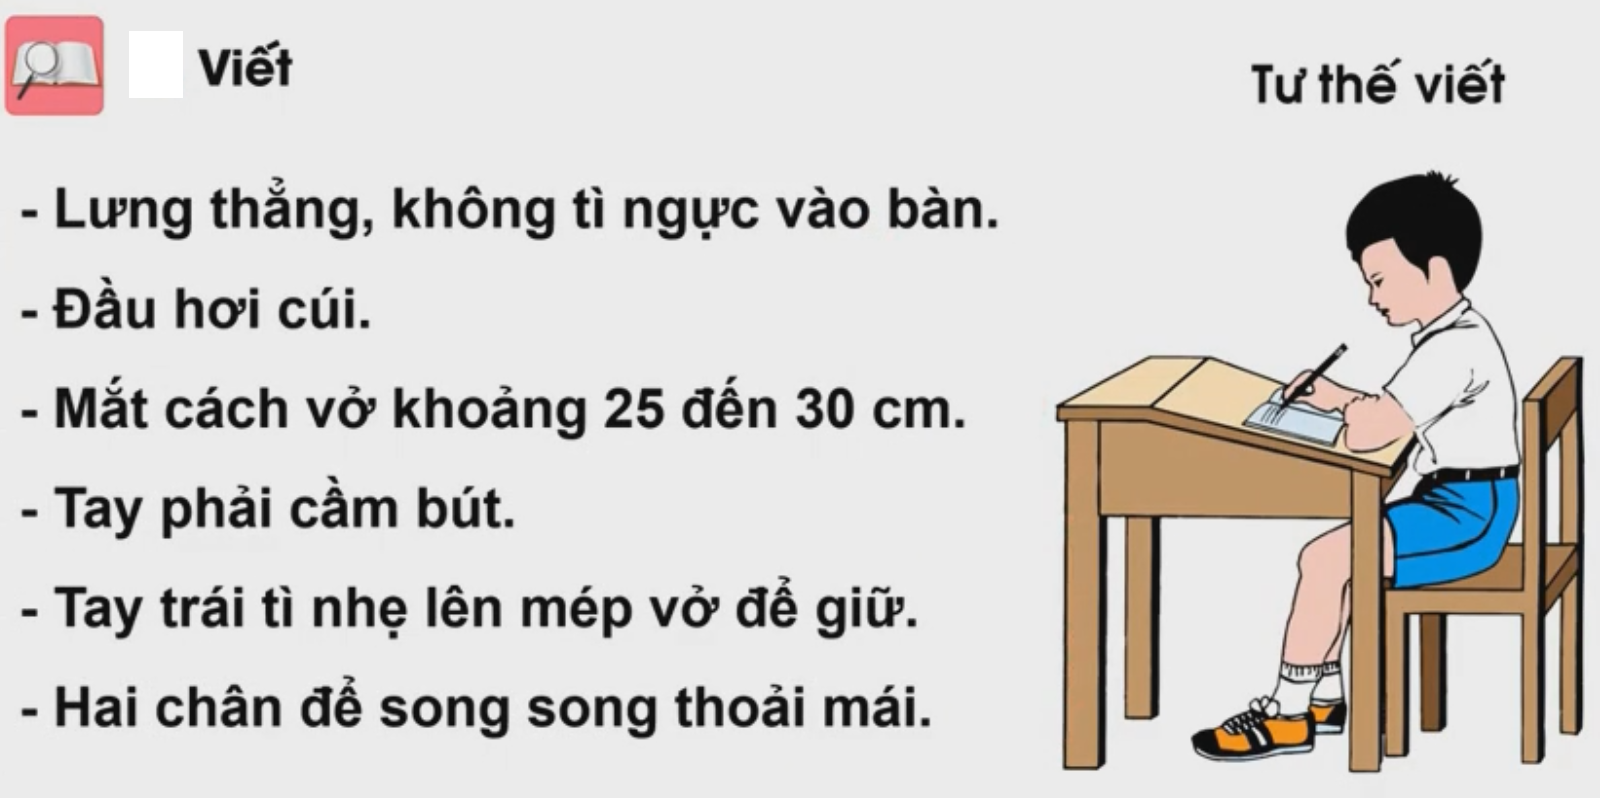 Viết
Tư thế viết
- Lưng thẳng, không tì ngực vào bàn.
- Đầu hơi cúi.
- Mắt cách vở khoảng 25 đến 30 cm.
- Tay phải cầm bút.
- Tay trái tì nhẹ lên mép vở để giữ.
- Hai chân để song song thoải mái.